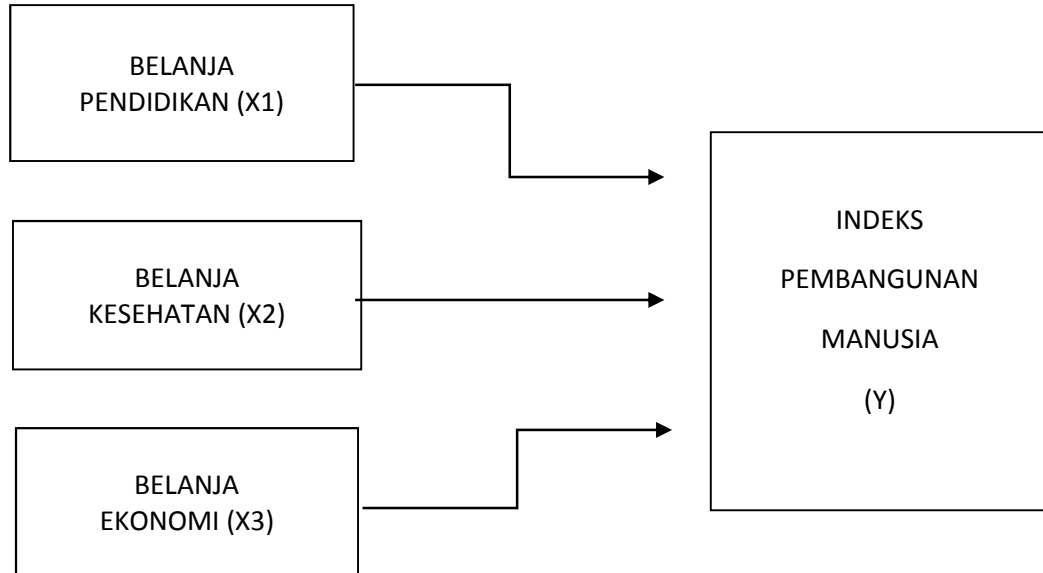 BELANJA
PENDIDIKAN (X1)
BELANJA
KESEHATAN (X2)
BELANJA
EKONOMI (X3)
INDEKS
PEMBANGUNAN
MANUSIA
(Y)